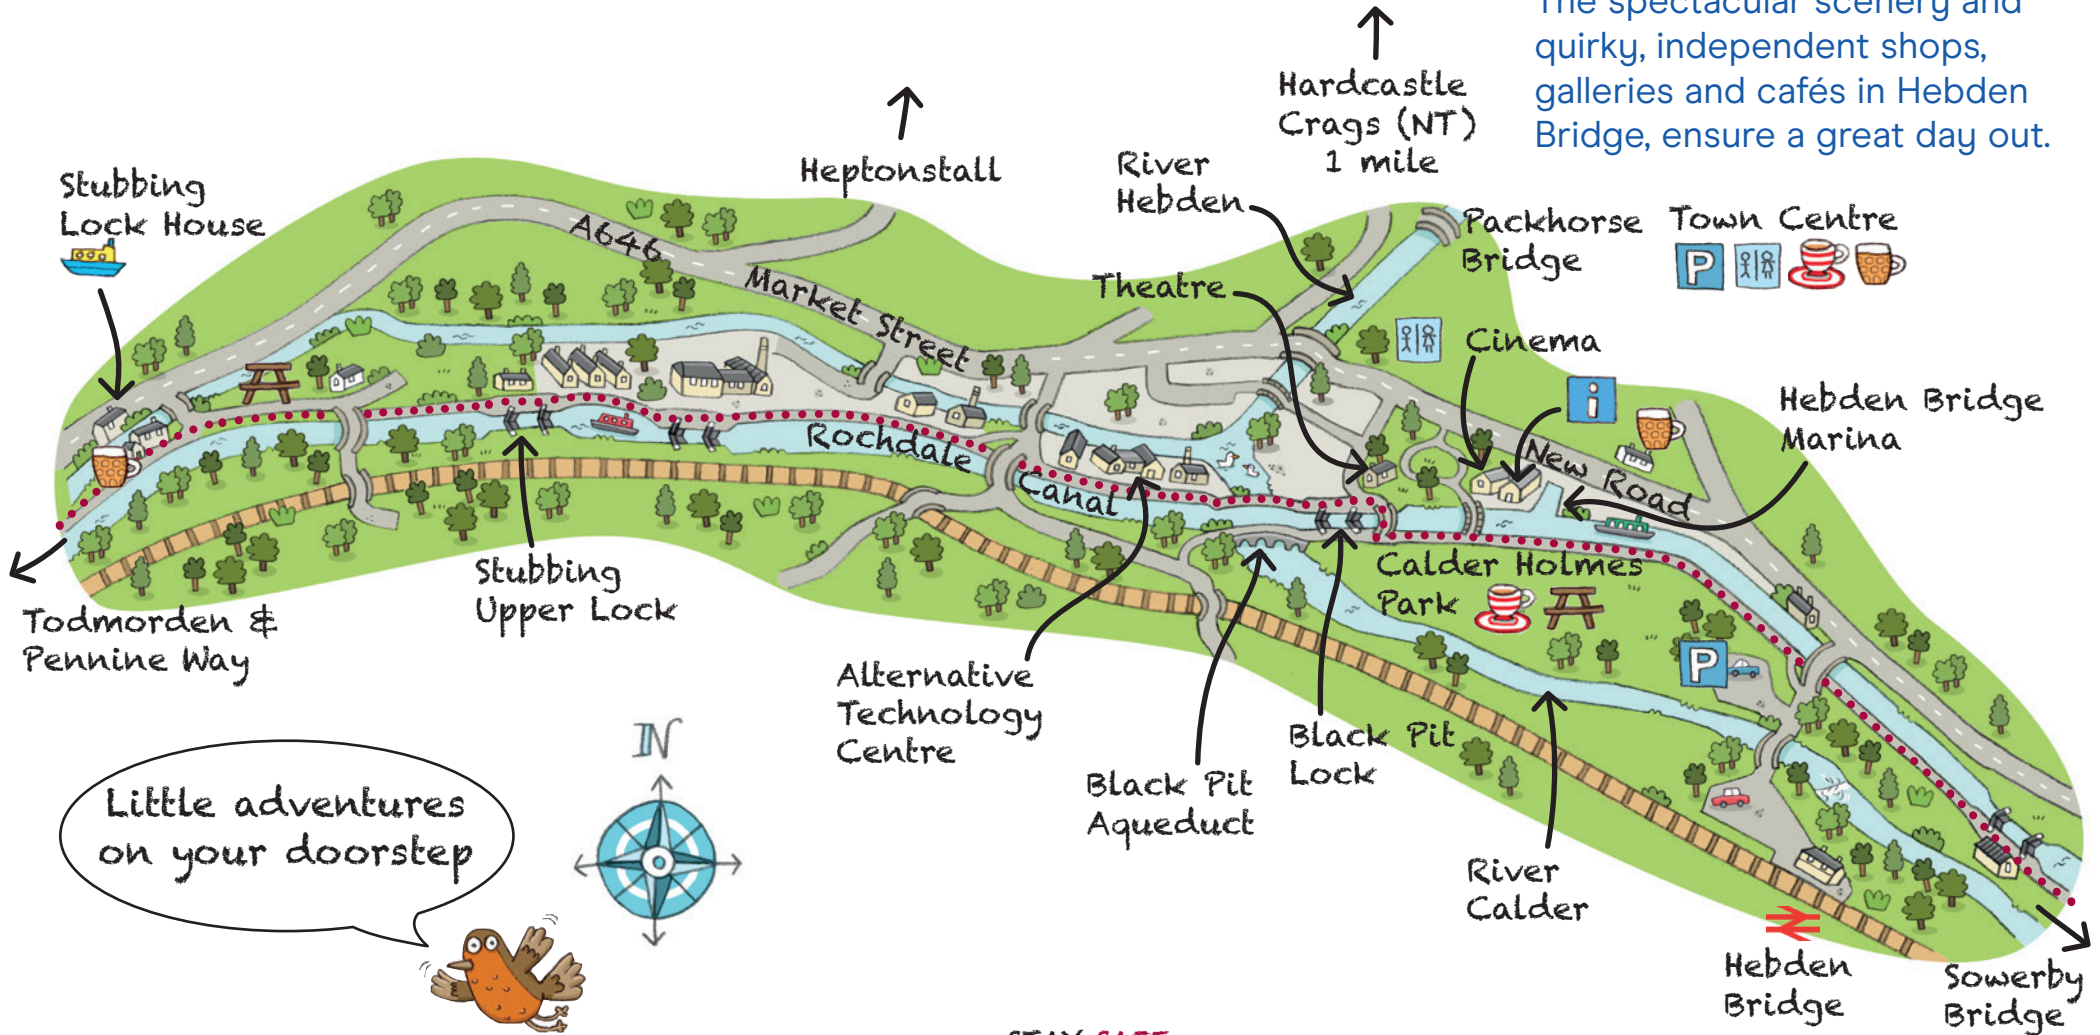 The spectacular scenery and
quirky, independent shops,
galleries and cafés in Hebden
Bridge, ensure a great day out.
Hardcastle
Crags (NT)
1 mile
Heptonstall
River
Hebden
Stubbing
Lock House
Packhorse
Bridge
Town Centre
P
A646
Market Street
Theatre
Cinema
i
Hebden Bridge
Marina
New Road
Rochdale
Canal
Calder Holmes
Park
P
Stubbing
Upper Lock
Todmorden &
Pennine Way
Alternative
Technology
Centre
Black Pit
Aqueduct
Black Pit
Lock
River
Calder
N
Little adventures
on your doorstep
Hebden
Bridge
Sowerby
Bridge
STAY SAFE